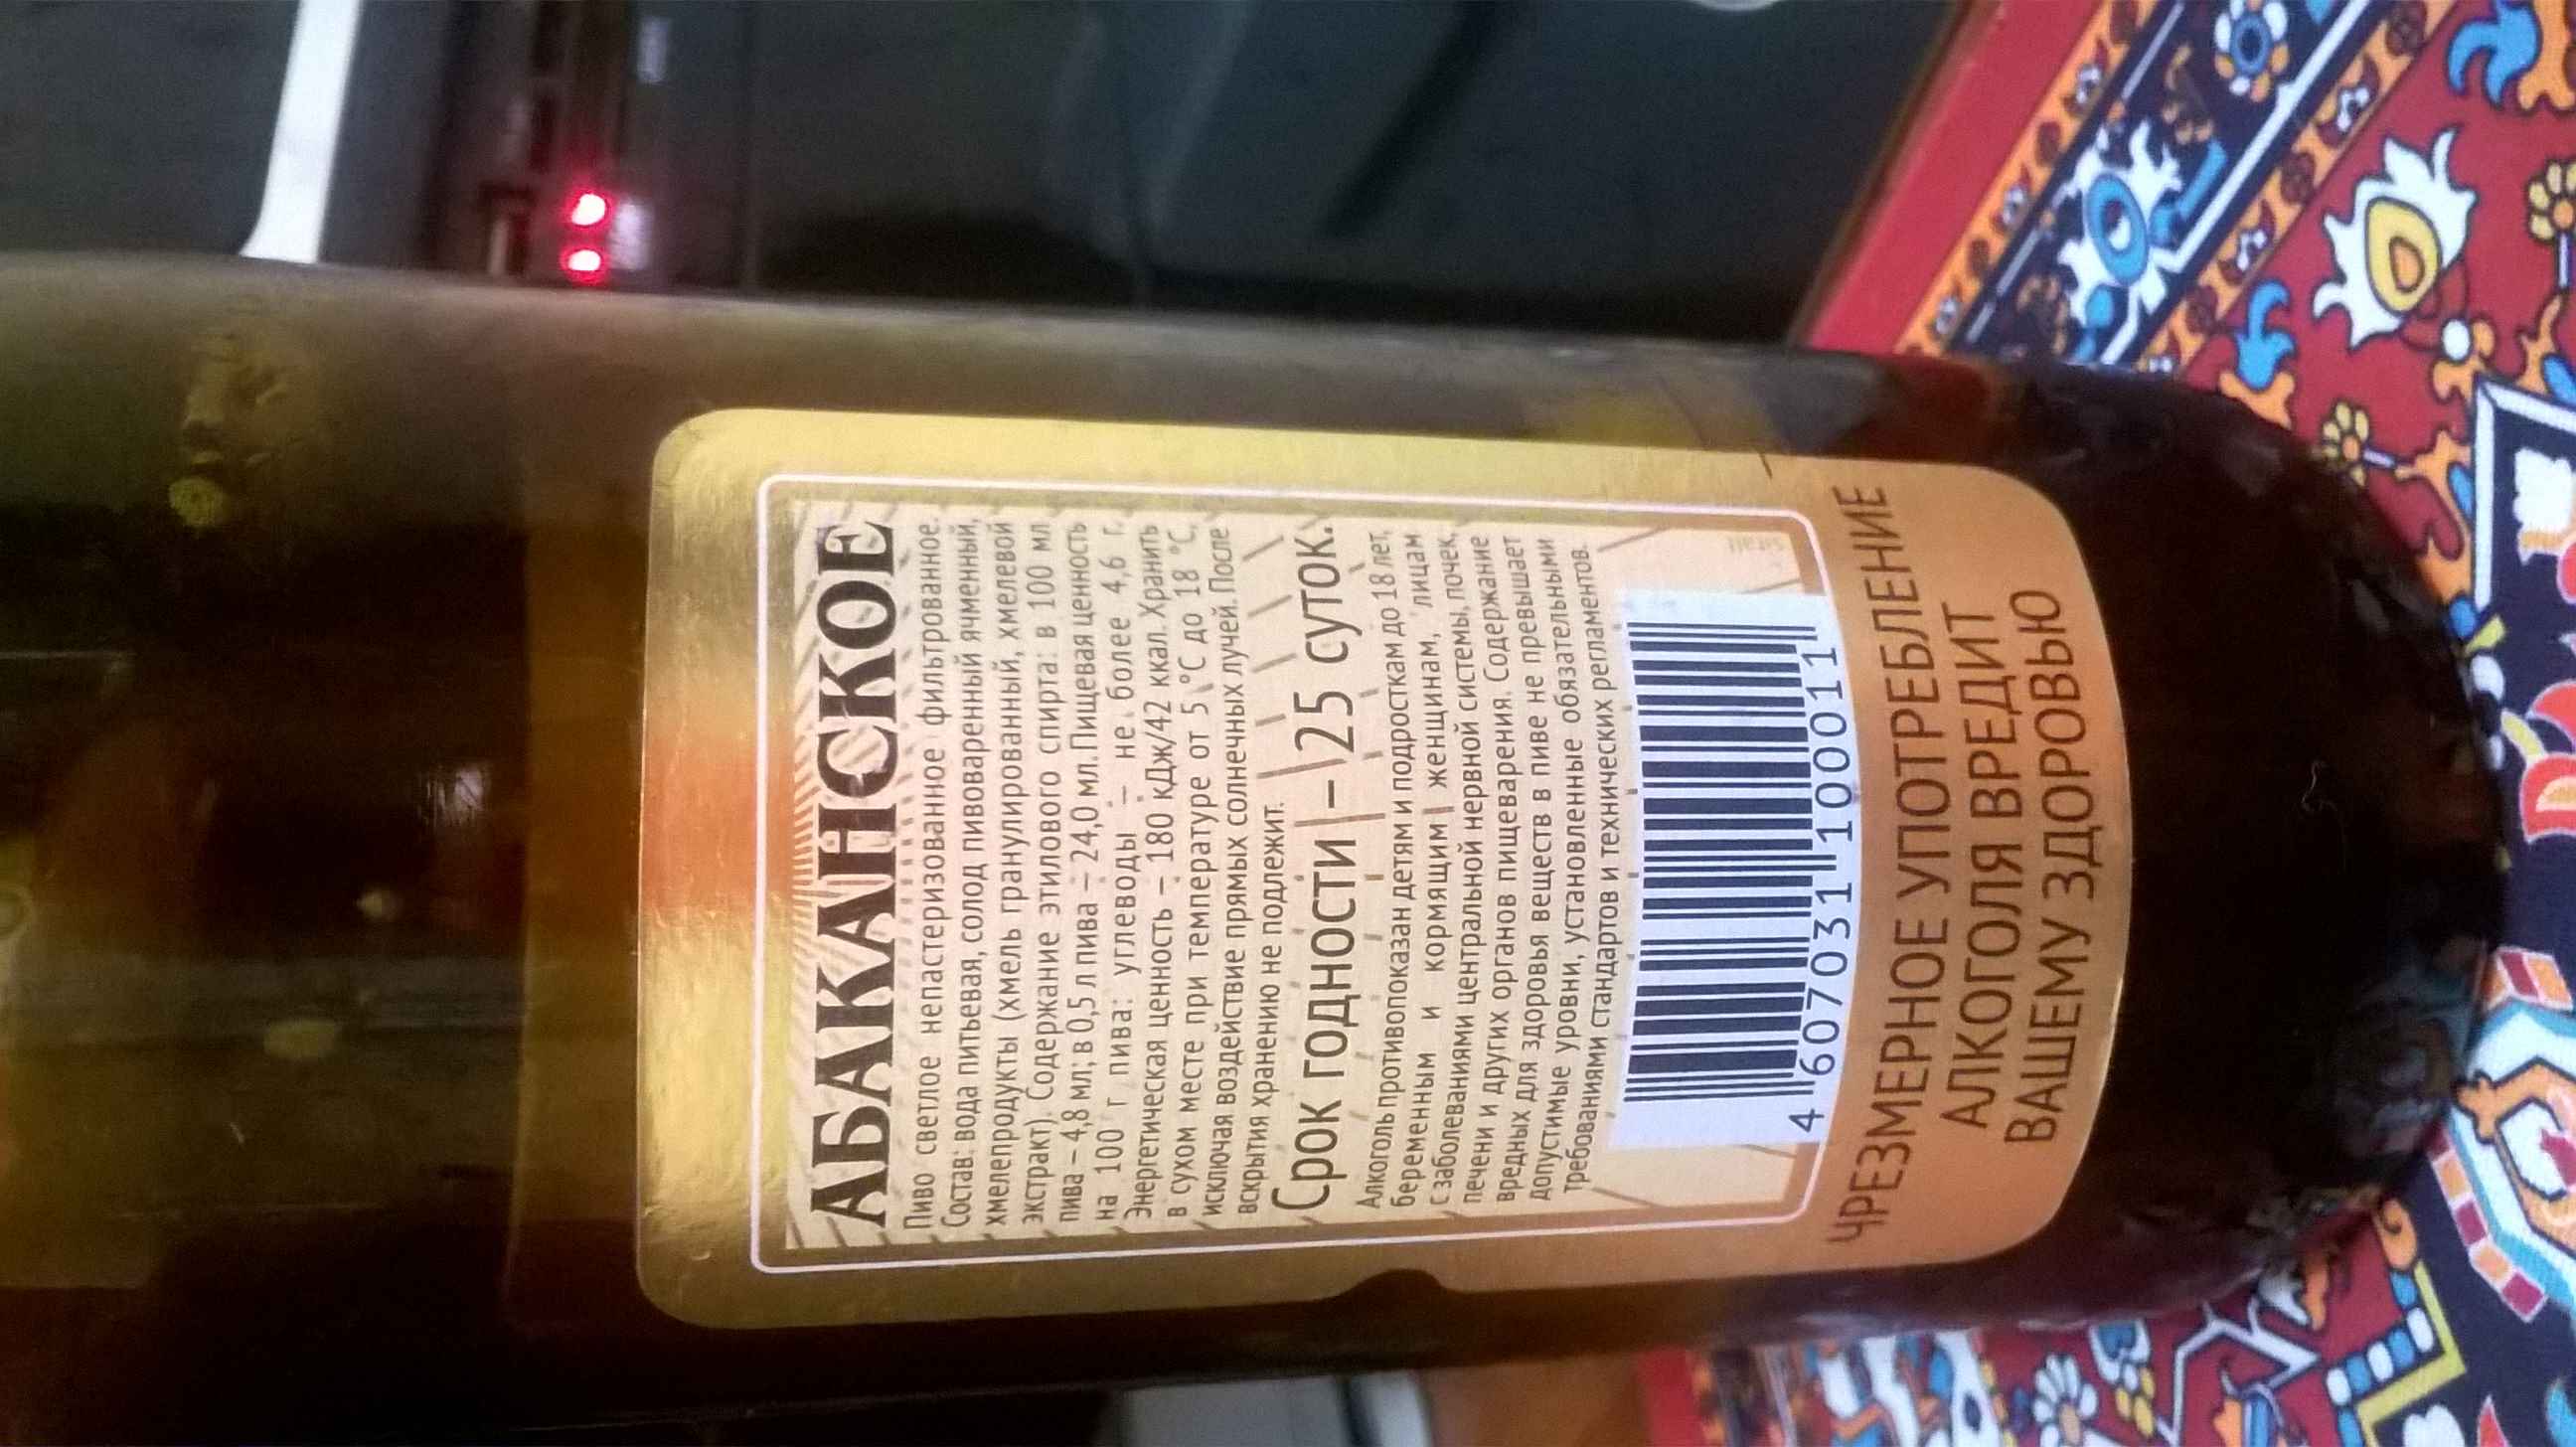 АБАКАНСКОЕ
Пиво светлое непастеризованное фильтрованное.
Состав: вода питьевая, солод пивоваренный ячменный,
хмелепродукты (хмель гранулированный, хмелевой
экстракт). Содержание этилового спирта: в 100 мл
пива – 4,8 мл; в 0,5 л пива – 24,0 мл. Пищевая ценность
на 100 г пива: углеводы – не более 4,6 г.
Энергетическая ценность – 180 кДж/42 ккал. Хранить
в сухом месте при температуре от 5 °С до 18 °С,
исключая воздействие прямых солнечных лучей. После
вскрытия хранению не подлежит.
Срок годности – 25 суток.
Алкоголь противопоказан детям и подросткам до 18 лет,
беременным и кормящим женщинам, лицам
с заболеваниями центральной нервной системы, почек,
печени и других органов пищеварения. Содержание
вредных для здоровья веществ в пиве не превышает
допустимые уровни, установленные обязательными
требованиями стандартов и технических регламентов.
4 607031 100011
ЧРЕЗМЕРНОЕ УПОТРЕБЛЕНИЕ
АЛКОГОЛЯ ВРЕДИТ
ВАШЕМУ ЗДОРОВЬЮ